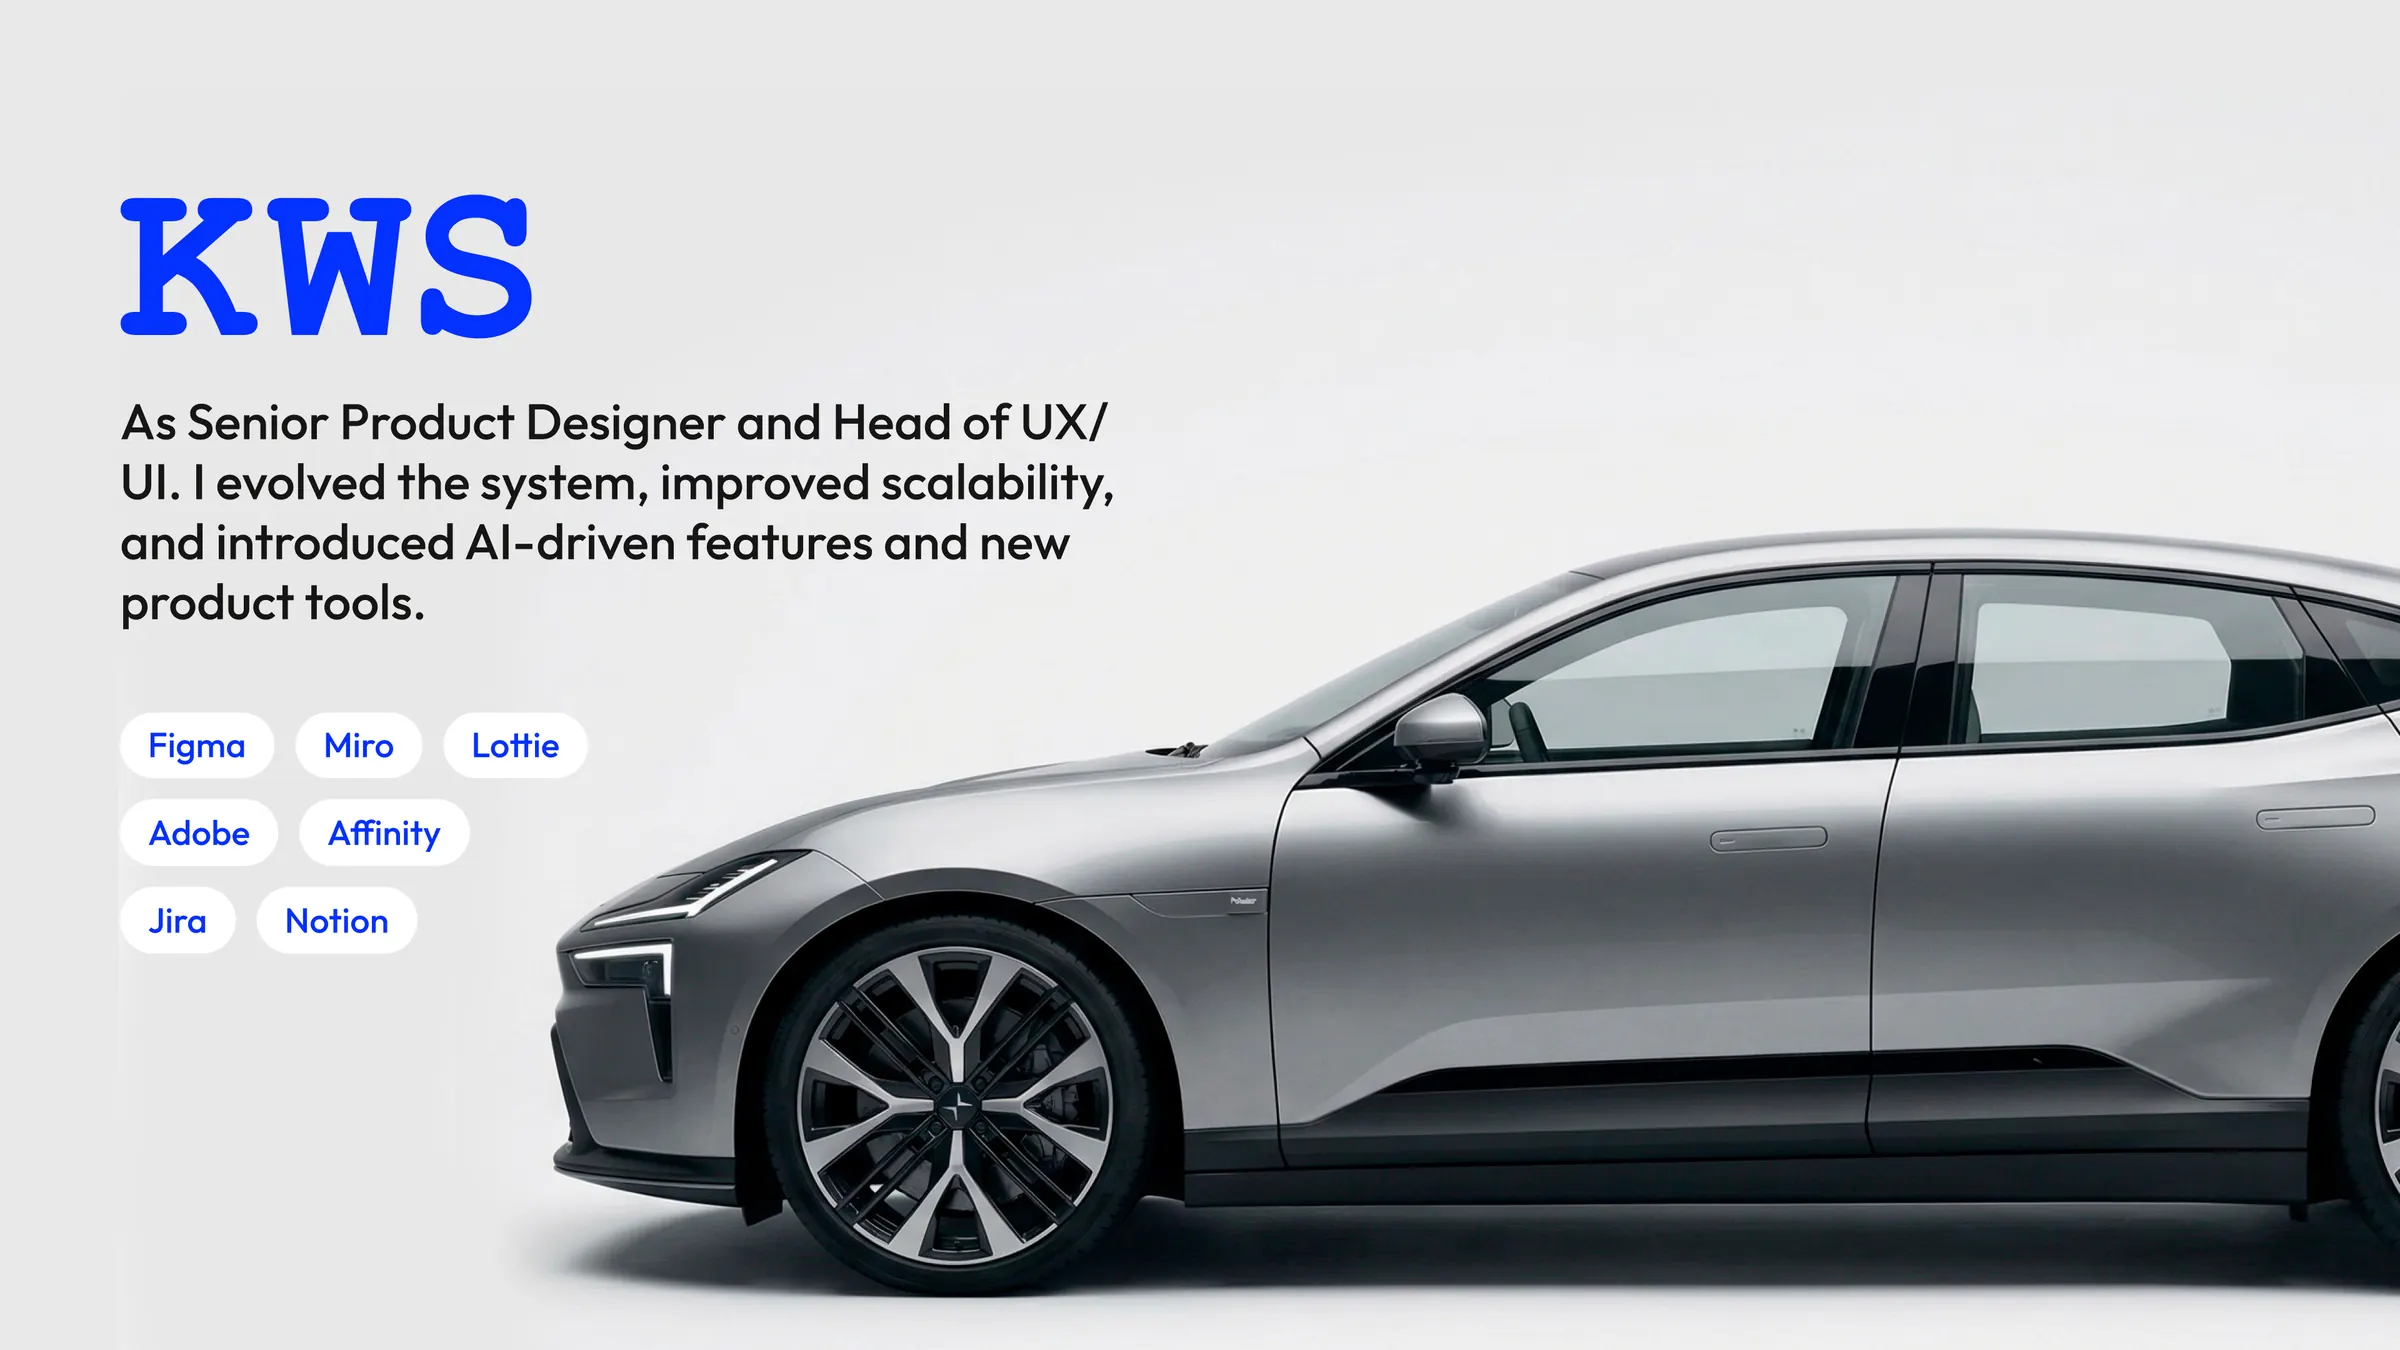 KWS
As Senior Product Designer and Head of UX/
UI. I evolved the system, improved scalability,
and introduced AI-driven features and new
product tools.
Figma Miro Lottie
Adobe Affinity
Jira Notion